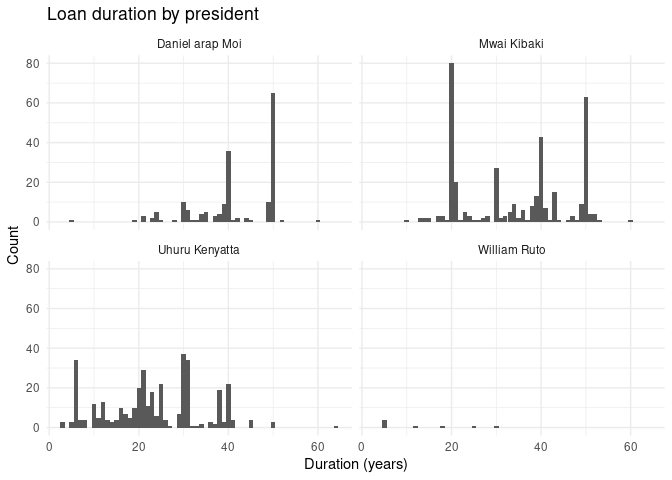 Loan duration by president
Daniel arap Moi
Mwai Kibaki
80
60
40
20
0
Uhuru Kenyatta
William Ruto
80
60
40
20
0
Count
0
20
40
60
0
20
40
60
Duration (years)